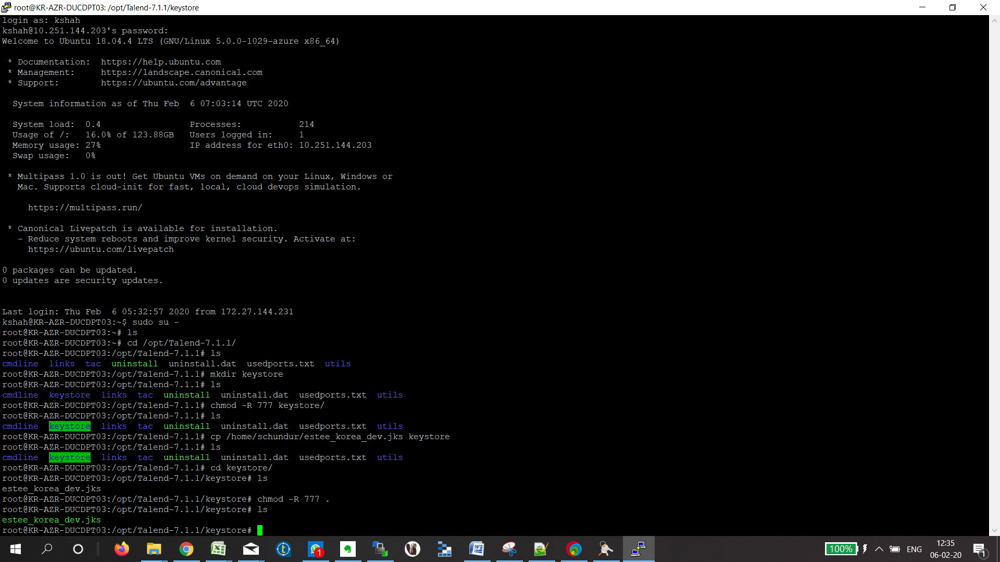 root@KR-AZR-DUCDPT03: /opt/Talend-7.1.1/keystore
login as: kshah
kshah@10.251.144.203's password:
Welcome to Ubuntu 18.04.4 LTS (GNU/Linux 5.0.0-1029-azure x86_64)
* Documentation:  https://help.ubuntu.com
* Management:     https://landscape.canonical.com
* Support:        https://ubuntu.com/advantage
System information as of Thu Feb  6 07:03:14 UTC 2020
System load:  0.4                 Processes:           214
Usage of /:   16.0% of 123.88GB   Users logged in:     1
Memory usage: 27%                 IP address for eth0: 10.251.144.203
Swap usage:   0%
* Multipass 1.0 is out! Get Ubuntu VMs on demand on your Linux, Windows or
Mac. Supports cloud-init for fast, local, cloud devops simulation.
https://multipass.run/
* Canonical Livepatch is available for installation.
- Reduce system reboots and improve kernel security. Activate at:
https://ubuntu.com/livepatch
0 packages can be updated.
0 updates are security updates.
Last login: Thu Feb  6 05:32:57 2020 from 172.27.144.231
kshah@KR-AZR-DUCDPT03:~$ sudo su -
root@KR-AZR-DUCDPT03:~# ls
root@KR-AZR-DUCDPT03:~# cd /opt/Talend-7.1.1/
root@KR-AZR-DUCDPT03:/opt/Talend-7.1.1# ls
cmdline  links  tac  uninstall  uninstall.dat  usedports.txt  utils
root@KR-AZR-DUCDPT03:/opt/Talend-7.1.1# mkdir keystore
root@KR-AZR-DUCDPT03:/opt/Talend-7.1.1# ls
cmdline  keystore  links  tac  uninstall  uninstall.dat  usedports.txt  utils
root@KR-AZR-DUCDPT03:/opt/Talend-7.1.1# chmod -R 777 keystore/
root@KR-AZR-DUCDPT03:/opt/Talend-7.1.1# ls
cmdline  keystore  links  tac  uninstall  uninstall.dat  usedports.txt  utils
root@KR-AZR-DUCDPT03:/opt/Talend-7.1.1# cp /home/schundur/estee_korea_dev.jks keystore
root@KR-AZR-DUCDPT03:/opt/Talend-7.1.1# ls
cmdline  keystore  links  tac  uninstall  uninstall.dat  usedports.txt  utils
root@KR-AZR-DUCDPT03:/opt/Talend-7.1.1# cd keystore/
root@KR-AZR-DUCDPT03:/opt/Talend-7.1.1/keystore# ls
estee_korea_dev.jks
root@KR-AZR-DUCDPT03:/opt/Talend-7.1.1/keystore# chmod -R 777 .
root@KR-AZR-DUCDPT03:/opt/Talend-7.1.1/keystore# ls
estee_korea_dev.jks
root@KR-AZR-DUCDPT03:/opt/Talend-7.1.1/keystore#
1
100%
ENG
12:35
06-02-20
1